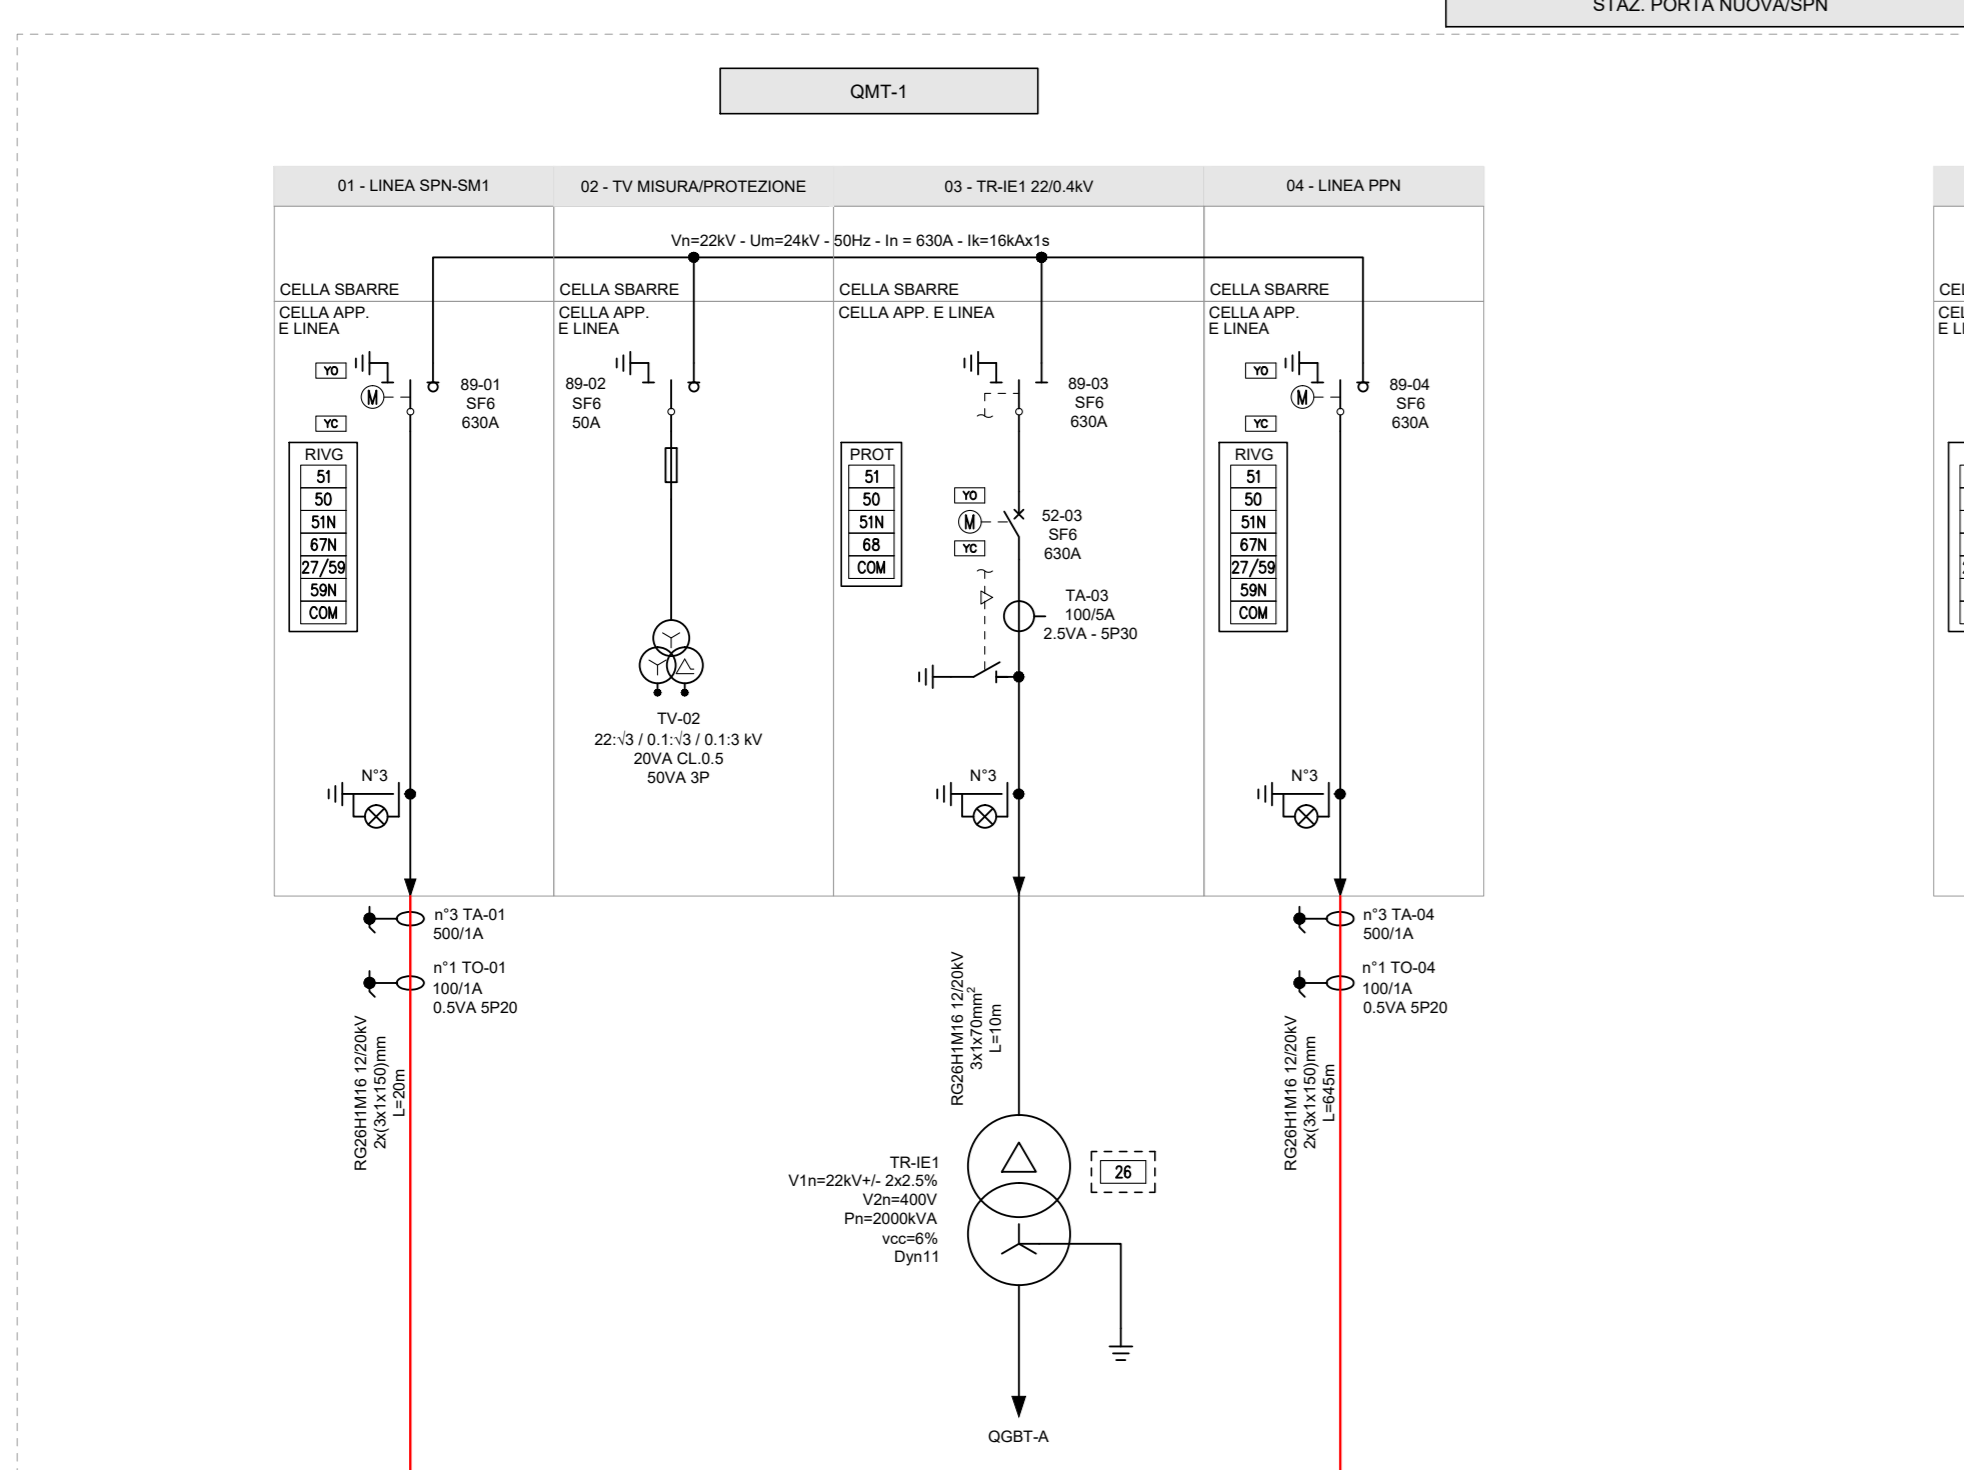 STAZ. PORTA NUOVA/SPN
QMT-1
01 - LINEA SPN-SM1
02 - TV MISURA/PROTEZIONE
03 - TR-IE1 22/0.4kV
04 - LINEA PPN
Vn=22kV - Um=24kV - 50Hz - In = 630A - Ik=16kAx1s
CELLA SBARRE
CELLA APP.
E LINEA
YO
M
YC
89-01
SF6
630A
RIVG
51
50
51N
67N
27/59
59N
COM
N°3
n°3 TA-01
500/1A
n°1 TO-01
100/1A
0.5VA 5P20
RG26H1M16 12/20kV
2x(3x1x150)mm
L=20m
CELLA SBARRE
CELLA APP.
E LINEA
89-02
SF6
50A
TV-02
22:√3 / 0.1:√3 / 0.1:3 kV
20VA CL.0.5
50VA 3P
CELLA SBARRE
CELLA APP. E LINEA
89-03
SF6
630A
PROT
51
50
51N
68
COM
YO
M
YC
52-03
SF6
630A
TA-03
100/5A
2.5VA - 5P30
N°3
RG26H1M16 12/20kV
3x1x70mm²
L=10m
TR-IE1
V1n=22kV+/- 2x2.5%
V2n=400V
Pn=2000kVA
vcc=6%
Dyn11
26
QGBT-A
CELLA SBARRE
CELLA APP.
E LINEA
YO
M
YC
89-04
SF6
630A
RIVG
51
50
51N
67N
27/59
59N
COM
N°3
n°3 TA-04
500/1A
n°1 TO-04
100/1A
0.5VA 5P20
RG26H1M16 12/20kV
2x(3x1x150)mm
L=645m